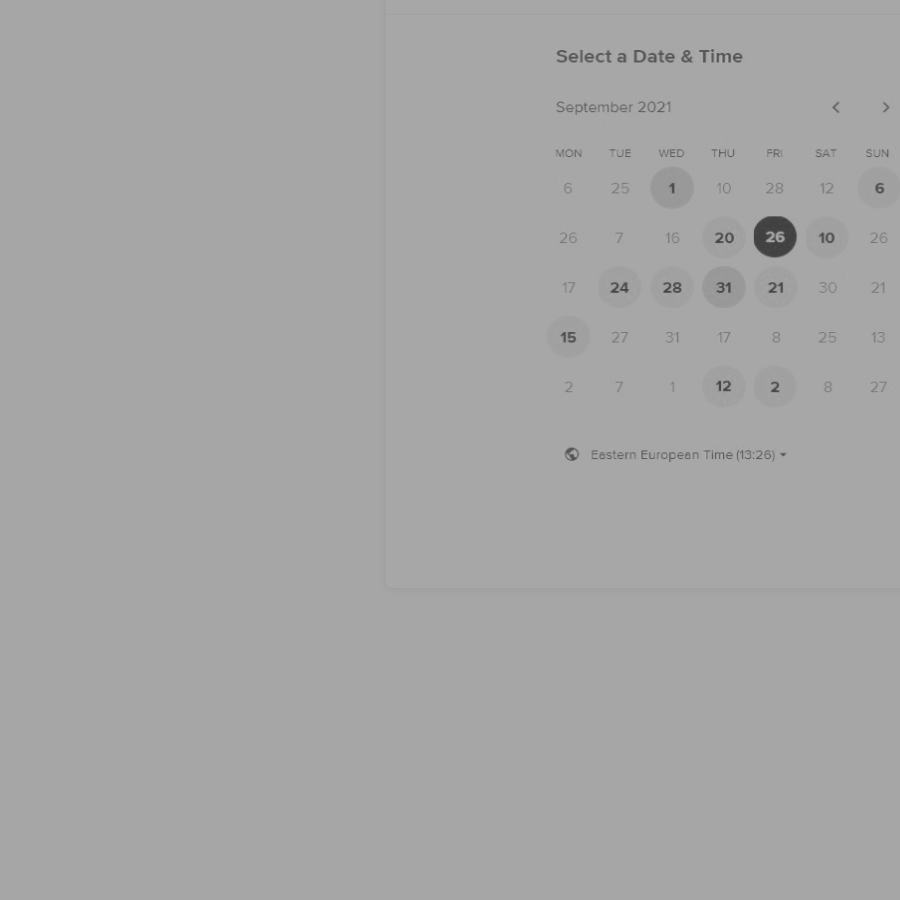 Select a Date & Time
September 2021
MON TUE WED THU FRI SAT SUN
6 25 1 10 28 12 6
26 7 16 20 26 10 26
17 24 28 31 21 30 21
15 27 31 17 8 25 13
2 7 1 12 2 8 27
Eastern European Time (13:26)